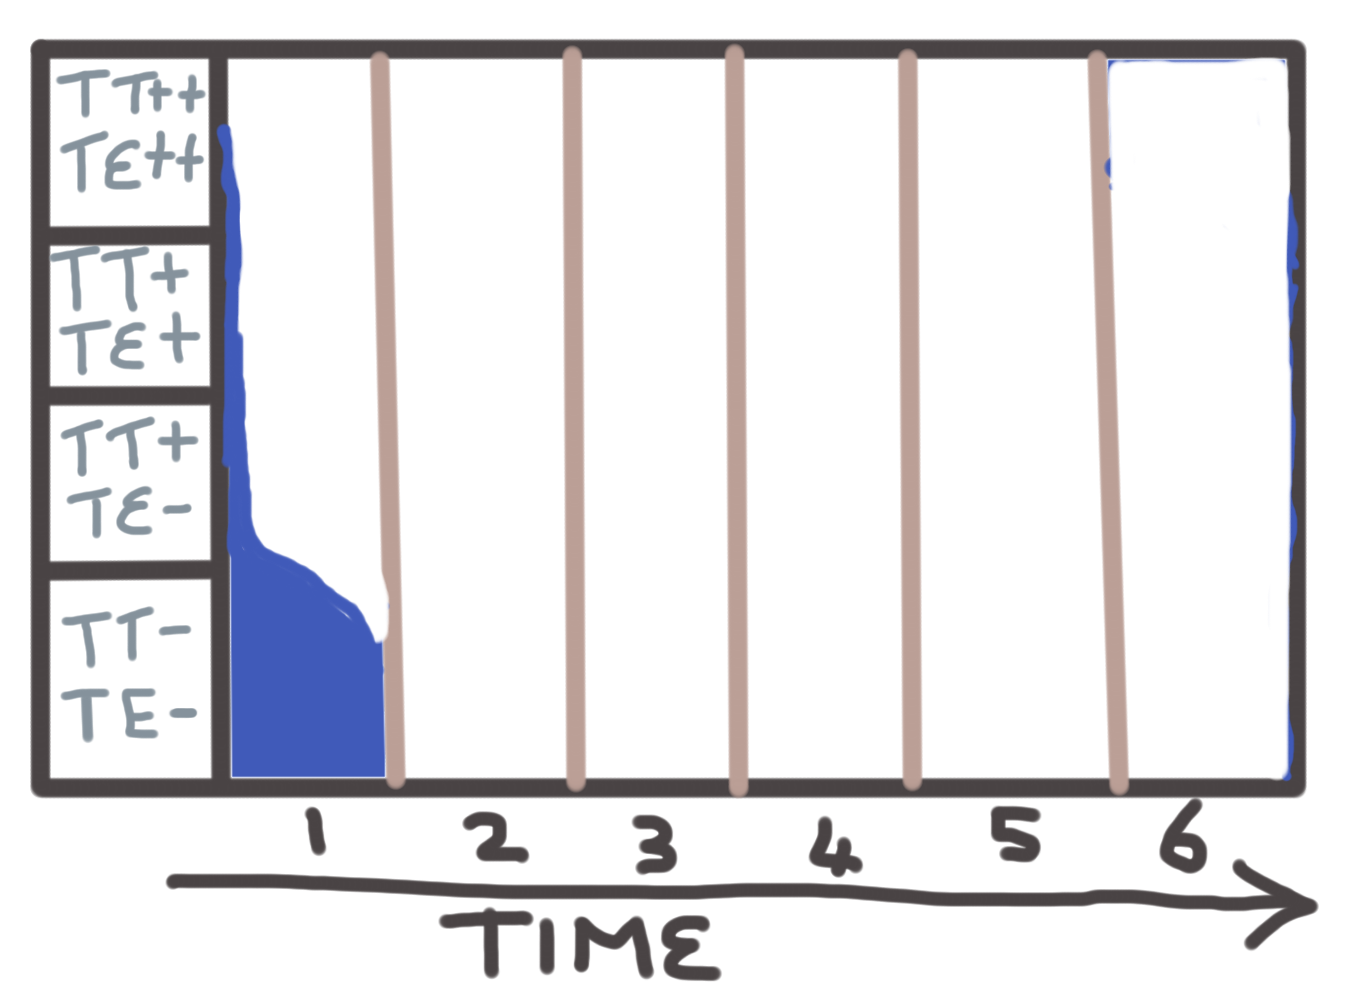 TT++
TE++
TT+
TE+
TT+
TE-
TT-
TE-
1 2 3 4 5 6
TIME